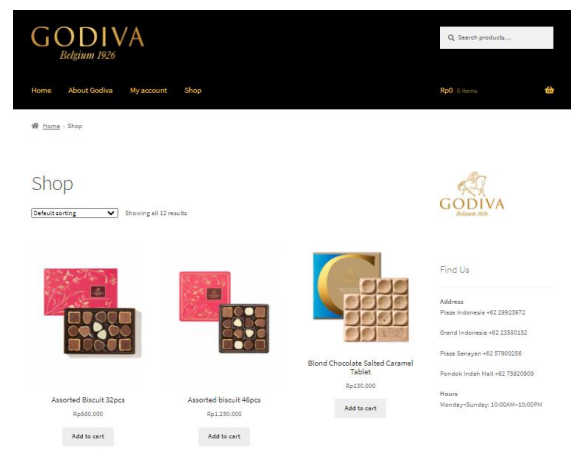 GODIVA
Belgium 1926
Search products...
Home About Godiva My account Shop
Rp0 0 items
Home > Shop
Shop
Default sorting
Showing all 12 results
GODIVA
Belgium 1926
Find Us
Address
Plaza Indonesia +62 29923972
Grand Indonesia +62 23580152
Plaza Senayan +62 57900256
Pondok Indah Mall +62 75920909
Hours
Monday–Sunday: 10:00AM–10:00PM
Assorted Biscuit 32pcs
Rp880.000
Add to cart
Assorted biscuit 46pcs
Rp1.250.000
Add to cart
Blond Chocolate Salted Caramel
Tablet
Rp130.000
Add to cart